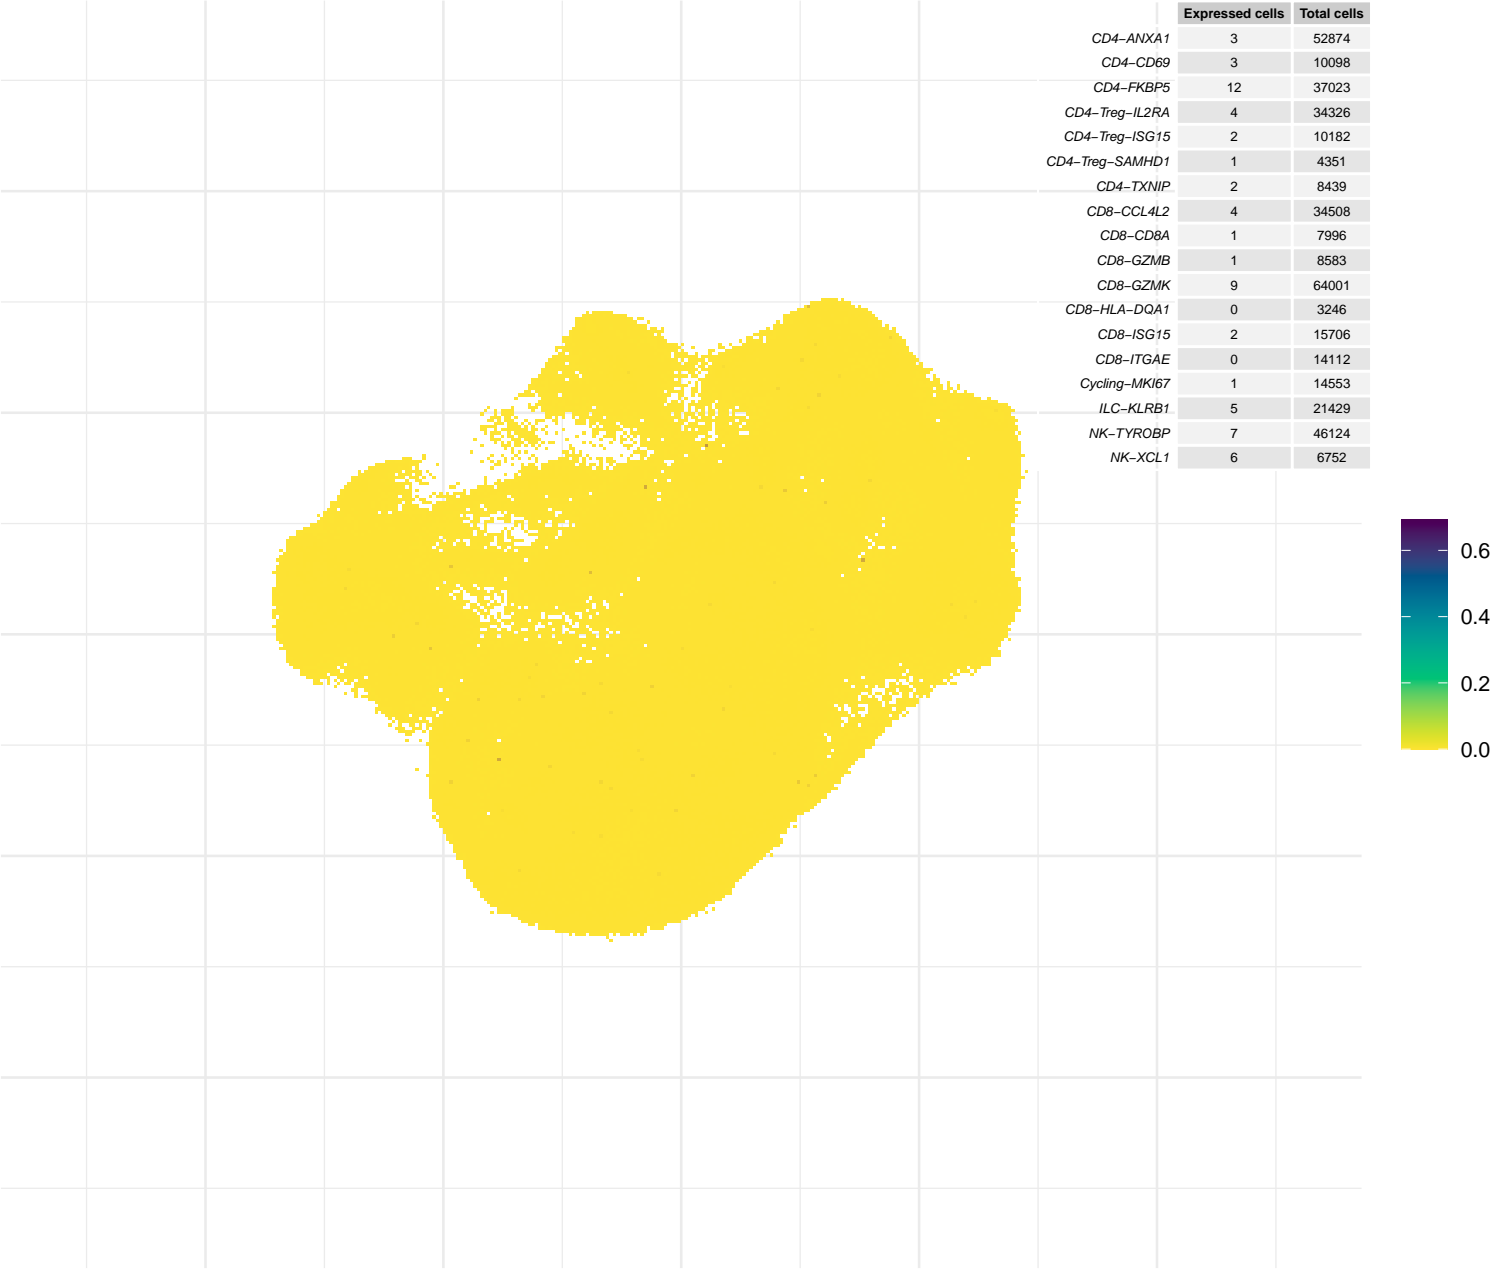 Expressed cells Total cells
CD4−ANXA1 3 52874
CD4−CD69 3 10098
CD4−FKBP5 12 37023
CD4−Treg−IL2RA 4 34326
CD4−Treg−ISG15 2 10182
CD4−Treg−SAMHD1 1 4351
CD4−TXNIP 2 8439
CD8−CCL4L2 4 34508
CD8−CD8A 1 7996
CD8−GZMB 1 8583
CD8−GZMK 9 64001
CD8−HLA−DQA1 0 3246
CD8−ISG15 2 15706
CD8−ITGAE 0 14112
Cycling−MKI67 1 14553
ILC−KLRB1 5 21429
NK−TYROBP 7 46124
NK−XCL1 6 6752
0.6
0.4
0.2
0.0